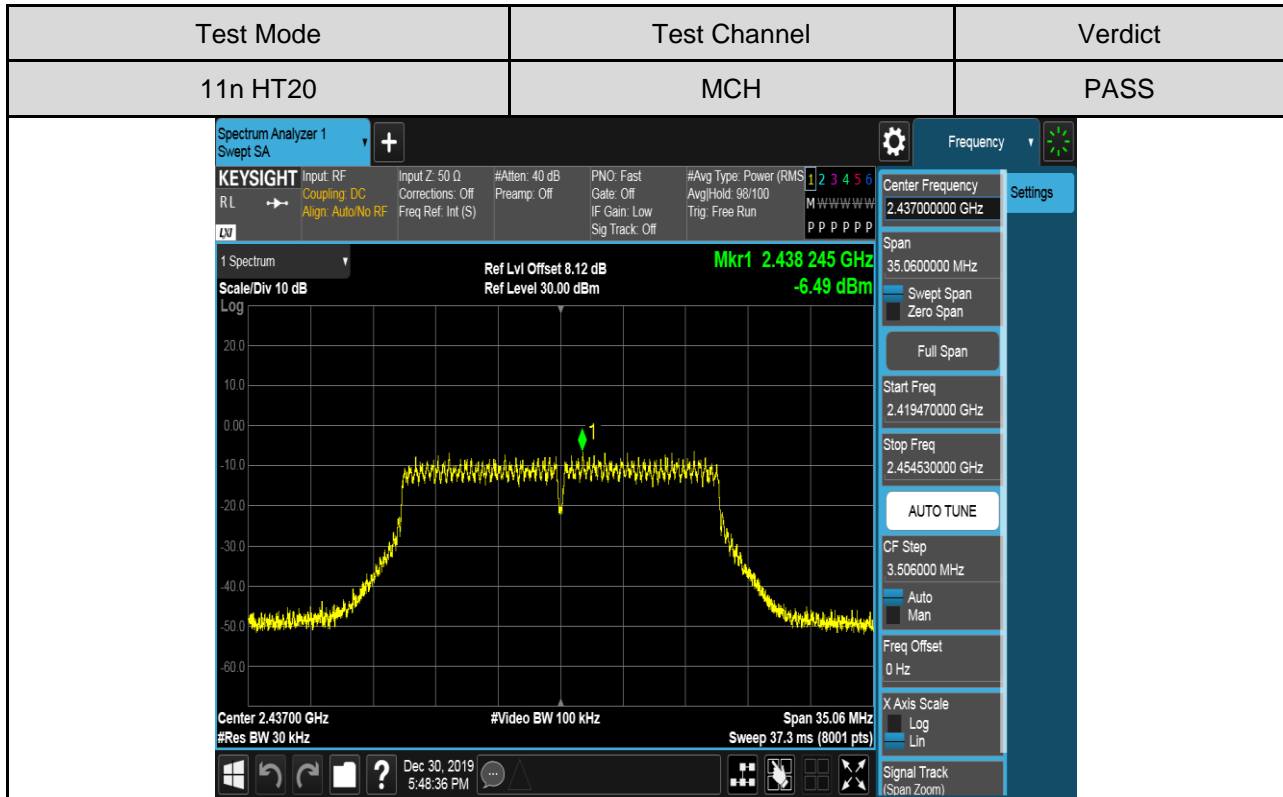 Test Mode Test Channel Verdict
11n HT20 MCH PASS
Spectrum Analyzer 1
Swept SA
+
Frequency
KEYSIGHT
RL
LXI
Input: RF
Coupling: DC
Align: Auto/No RF
Input Z: 50 Ω
Corrections: Off
Freq Ref: Int (S)
#Atten: 40 dB
Preamp: Off
PNO: Fast
Gate: Off
IF Gain: Low
Sig Track: Off
#Avg Type: Power (RMS
Avg|Hold: 98/100
Trig: Free Run
1 2 3 4 5 6
M W W W W W
P P P P P P
Center Frequency
2.437000000 GHz
Settings
1 Spectrum
Scale/Div 10 dB
Ref Lvl Offset 8.12 dB
Ref Level 30.00 dBm
Mkr1 2.438 245 GHz
-6.49 dBm
Log
20.0
10.0
0.00
-10.0
-20.0
-30.0
-40.0
-50.0
-60.0
1
Center 2.43700 GHz
#Res BW 30 kHz
#Video BW 100 kHz
Span 35.06 MHz
Sweep 37.3 ms (8001 pts)
Span
35.0600000 MHz
Swept Span
Zero Span
Full Span
Start Freq
2.419470000 GHz
Stop Freq
2.454530000 GHz
AUTO TUNE
CF Step
3.506000 MHz
Auto
Man
Freq Offset
0 Hz
X Axis Scale
Log
Lin
Signal Track
(Span Zoom)
?
Dec 30, 2019
5:48:36 PM